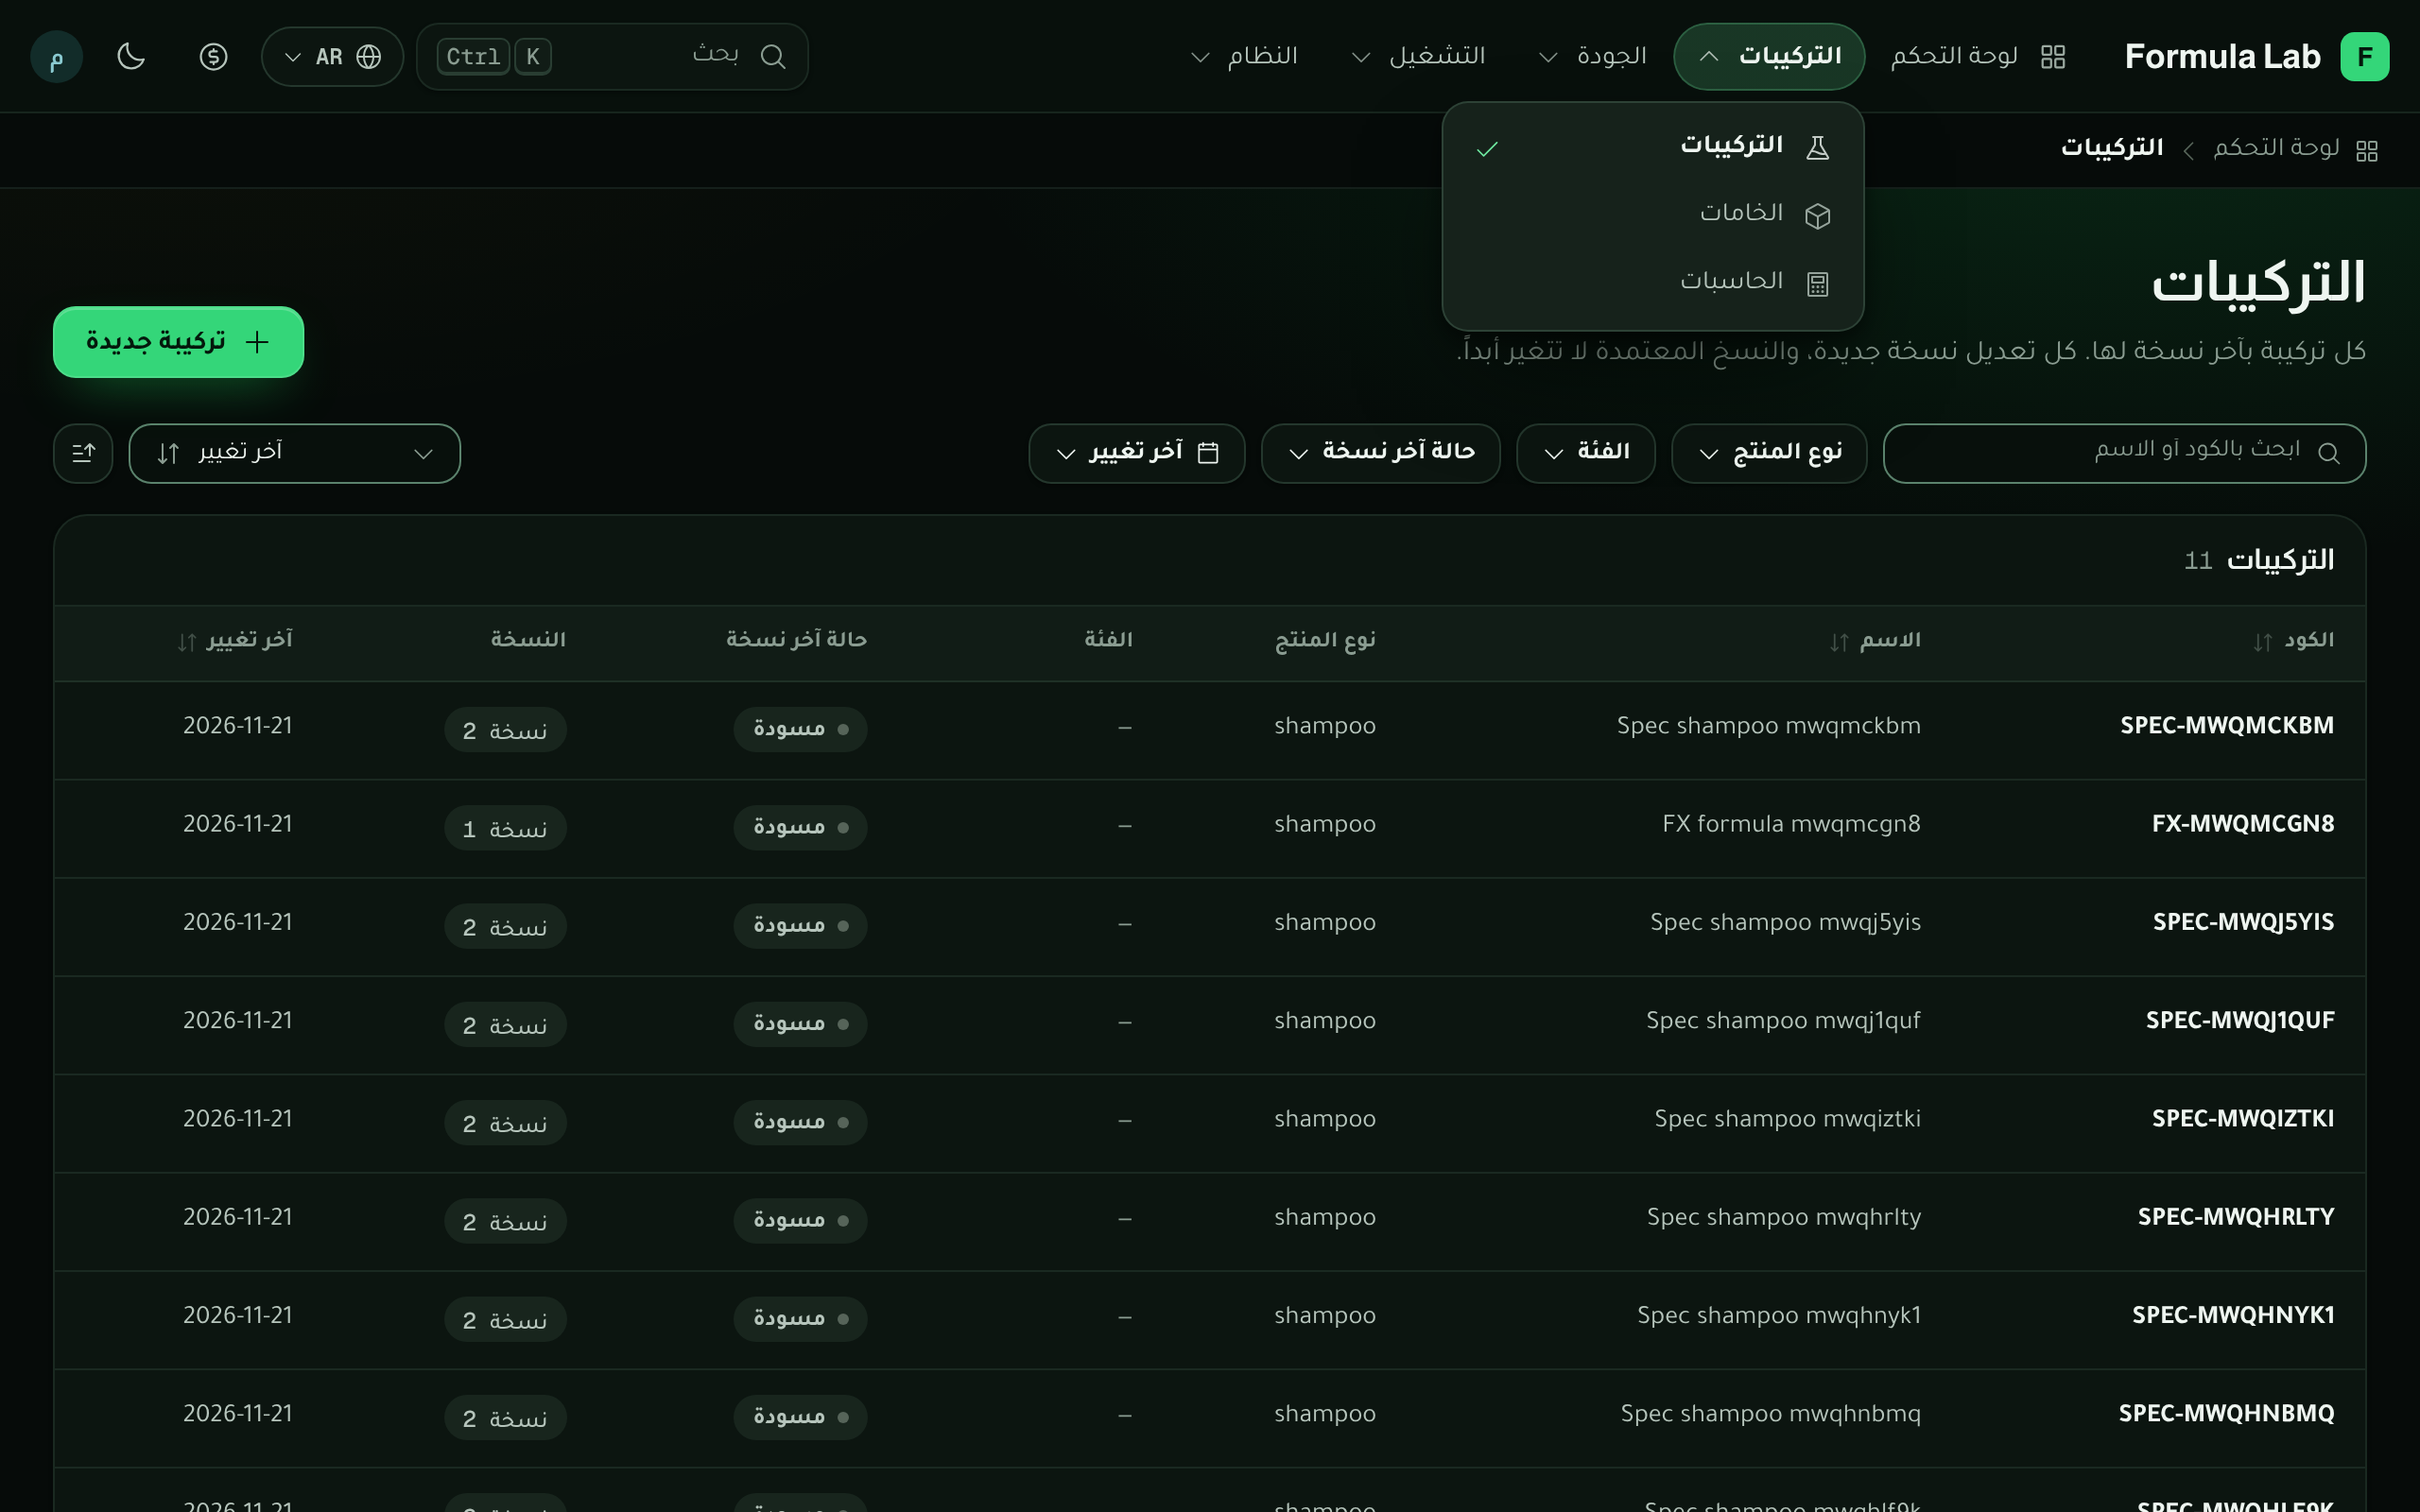 F Formula Lab لوحة التحكم التركيبات الجودة التشغيل النظام بحث Ctrl K AR م
لوحة التحكم التركيبات
التركيبات
الخامات
الحاسبات
التركيبات
كل تركيبة بآخر نسخة لها. كل تعديل نسخة جديدة، والنسخ المعتمدة لا تتغير أبداً.
تركيبة جديدة
ابحث بالكود أو الاسم نوع المنتج الفئة حالة آخر نسخة آخر تغيير آخر تغيير
التركيبات 11
الكود الاسم نوع المنتج الفئة حالة آخر نسخة النسخة آخر تغيير
SPEC-MWQMCKBM Spec shampoo mwqmckbm shampoo — مسودة نسخة 2 2026-11-21
FX-MWQMCGN8 FX formula mwqmcgn8 shampoo — مسودة نسخة 1 2026-11-21
SPEC-MWQJ5YIS Spec shampoo mwqj5yis shampoo — مسودة نسخة 2 2026-11-21
SPEC-MWQJ1QUF Spec shampoo mwqj1quf shampoo — مسودة نسخة 2 2026-11-21
SPEC-MWQIZTKI Spec shampoo mwqiztki shampoo — مسودة نسخة 2 2026-11-21
SPEC-MWQHRLTY Spec shampoo mwqhrlty shampoo — مسودة نسخة 2 2026-11-21
SPEC-MWQHNYK1 Spec shampoo mwqhnyk1 shampoo — مسودة نسخة 2 2026-11-21
SPEC-MWQHNBMQ Spec shampoo mwqhnbmq shampoo — مسودة نسخة 2 2026-11-21
Spec shampoo shampoo 2026-11-21